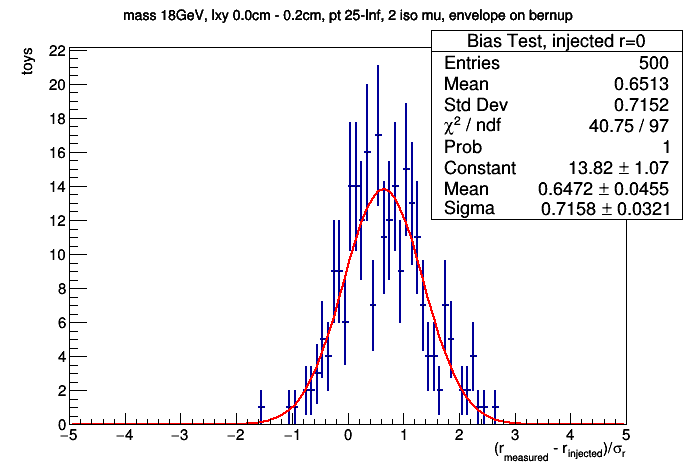 mass 18GeV, lxy 0.0cm - 0.2cm, pt 25-Inf, 2 iso mu, envelope on bernup
Bias Test, injected r=0
Entries 500
Mean 0.6513
Std Dev 0.7152
χ² / ndf 40.75 / 97
Prob 1
Constant 13.82 ± 1.07
Mean 0.6472 ± 0.0455
Sigma 0.7158 ± 0.0321
toys
22
20
18
16
14
12
10
8
6
4
2
0
−5 −4 −3 −2 −1 0 1 2 3 4 5
(r_measured - r_injected)/σ_r